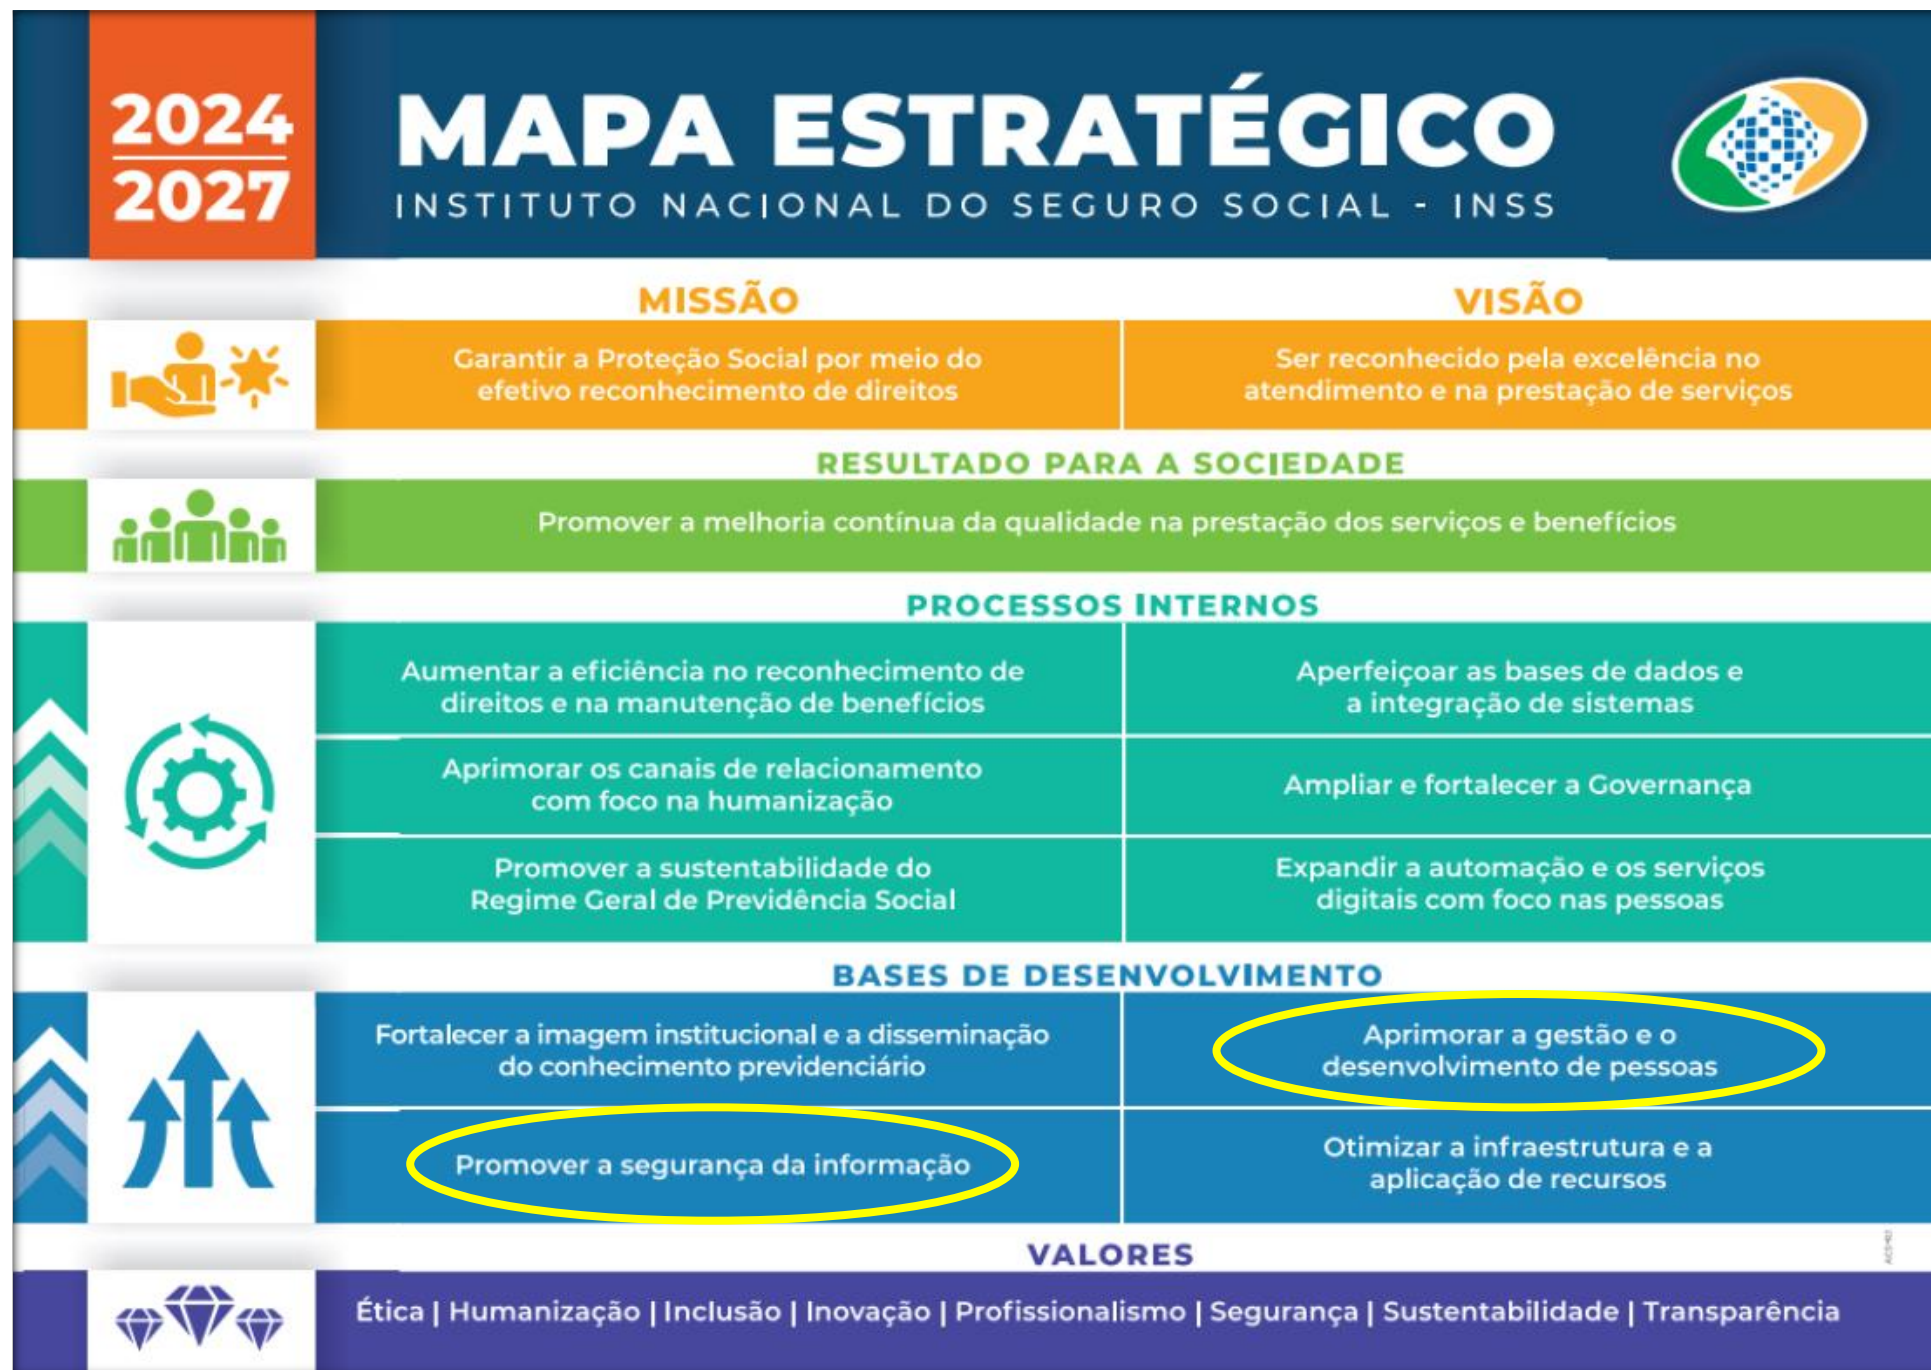 2024
2027
MAPA ESTRATÉGICO
INSTITUTO NACIONAL DO SEGURO SOCIAL - INSS
MISSÃO
Garantir a Proteção Social por meio do
efetivo reconhecimento de direitos
VISÃO
Ser reconhecido pela excelência no
atendimento e na prestação de serviços
RESULTADO PARA A SOCIEDADE
Promover a melhoria contínua da qualidade na prestação dos serviços e benefícios
PROCESSOS INTERNOS
Aumentar a eficiência no reconhecimento de
direitos e na manutenção de benefícios
Aperfeiçoar as bases de dados e
a integração de sistemas
Aprimorar os canais de relacionamento
com foco na humanização
Ampliar e fortalecer a Governança
Promover a sustentabilidade do
Regime Geral de Previdência Social
Expandir a automação e os serviços
digitais com foco nas pessoas
BASES DE DESENVOLVIMENTO
Fortalecer a imagem institucional e a disseminação
do conhecimento previdenciário
Aprimorar a gestão e o
desenvolvimento de pessoas
Promover a segurança da informação
Otimizar a infraestrutura e a
aplicação de recursos
VALORES
Ética | Humanização | Inclusão | Inovação | Profissionalismo | Segurança | Sustentabilidade | Transparência